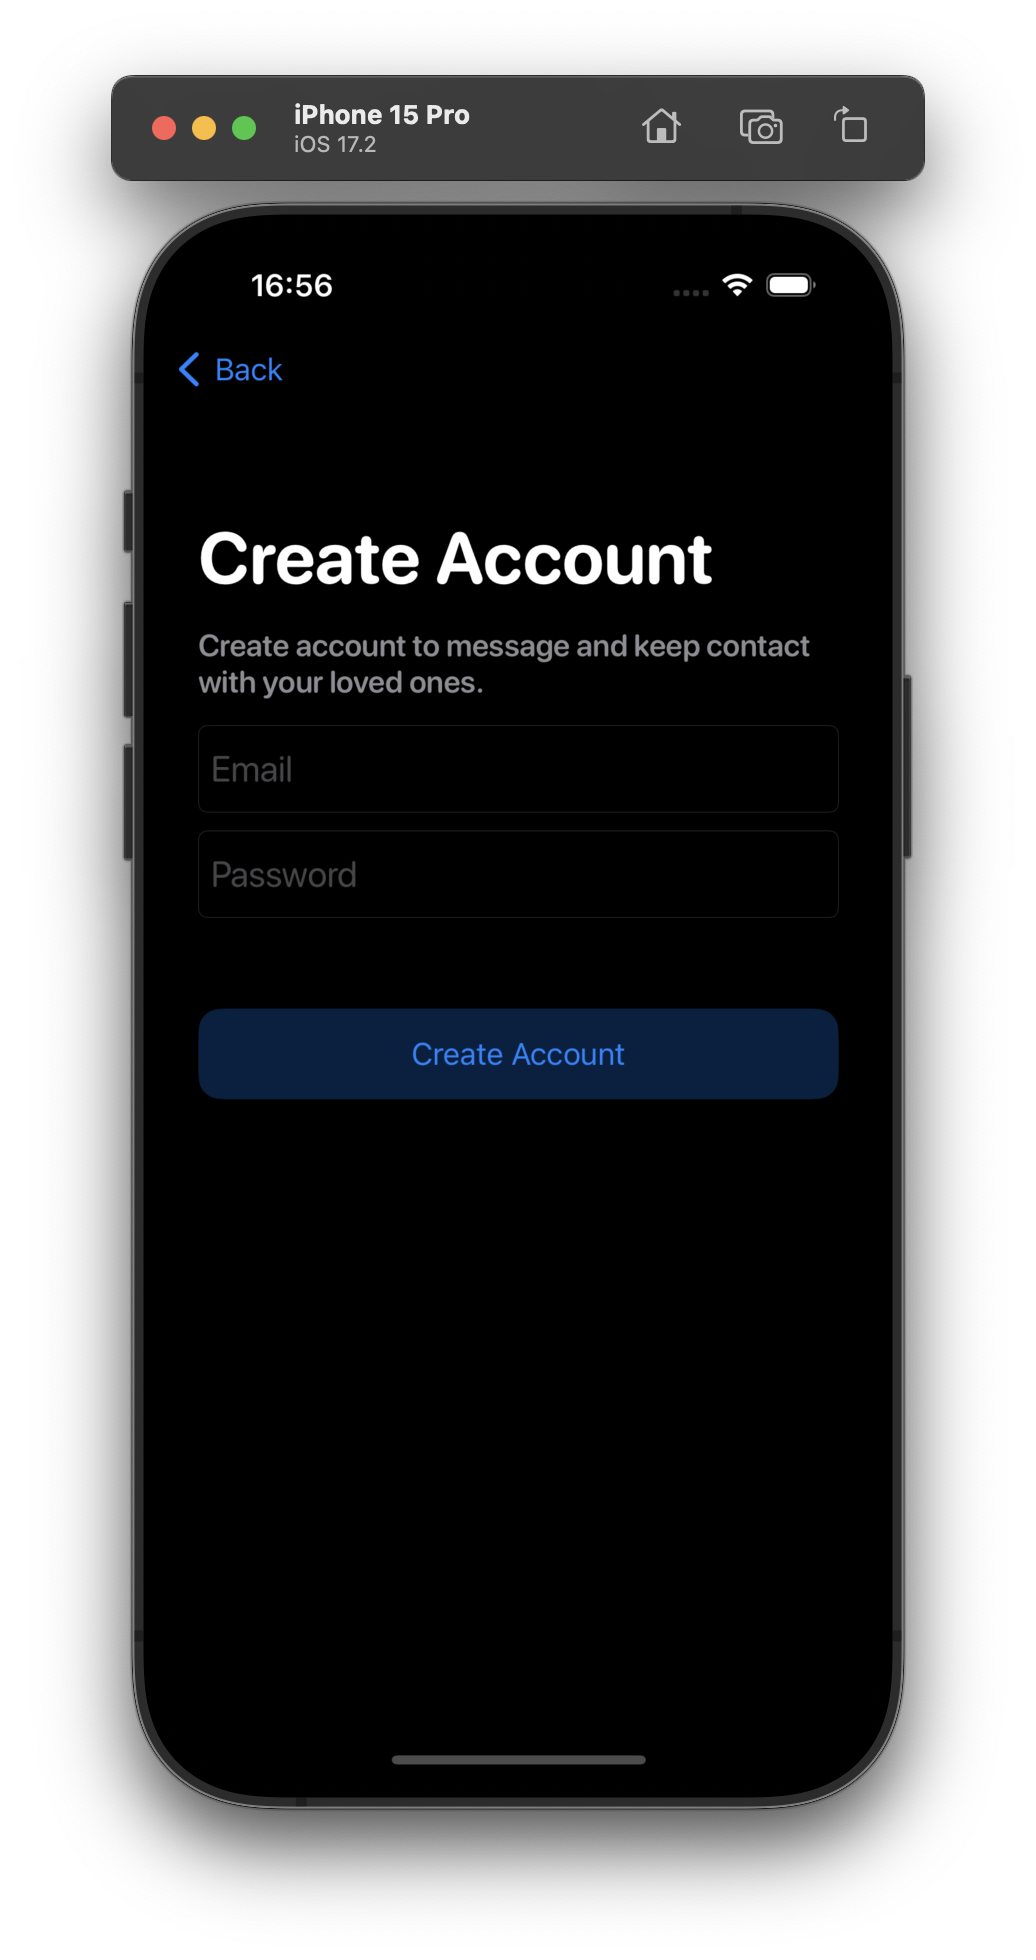 iPhone 15 Pro
iOS 17.2
16:56
Back
Create Account
Create account to message and keep contact
with your loved ones.
Email
Password
Create Account